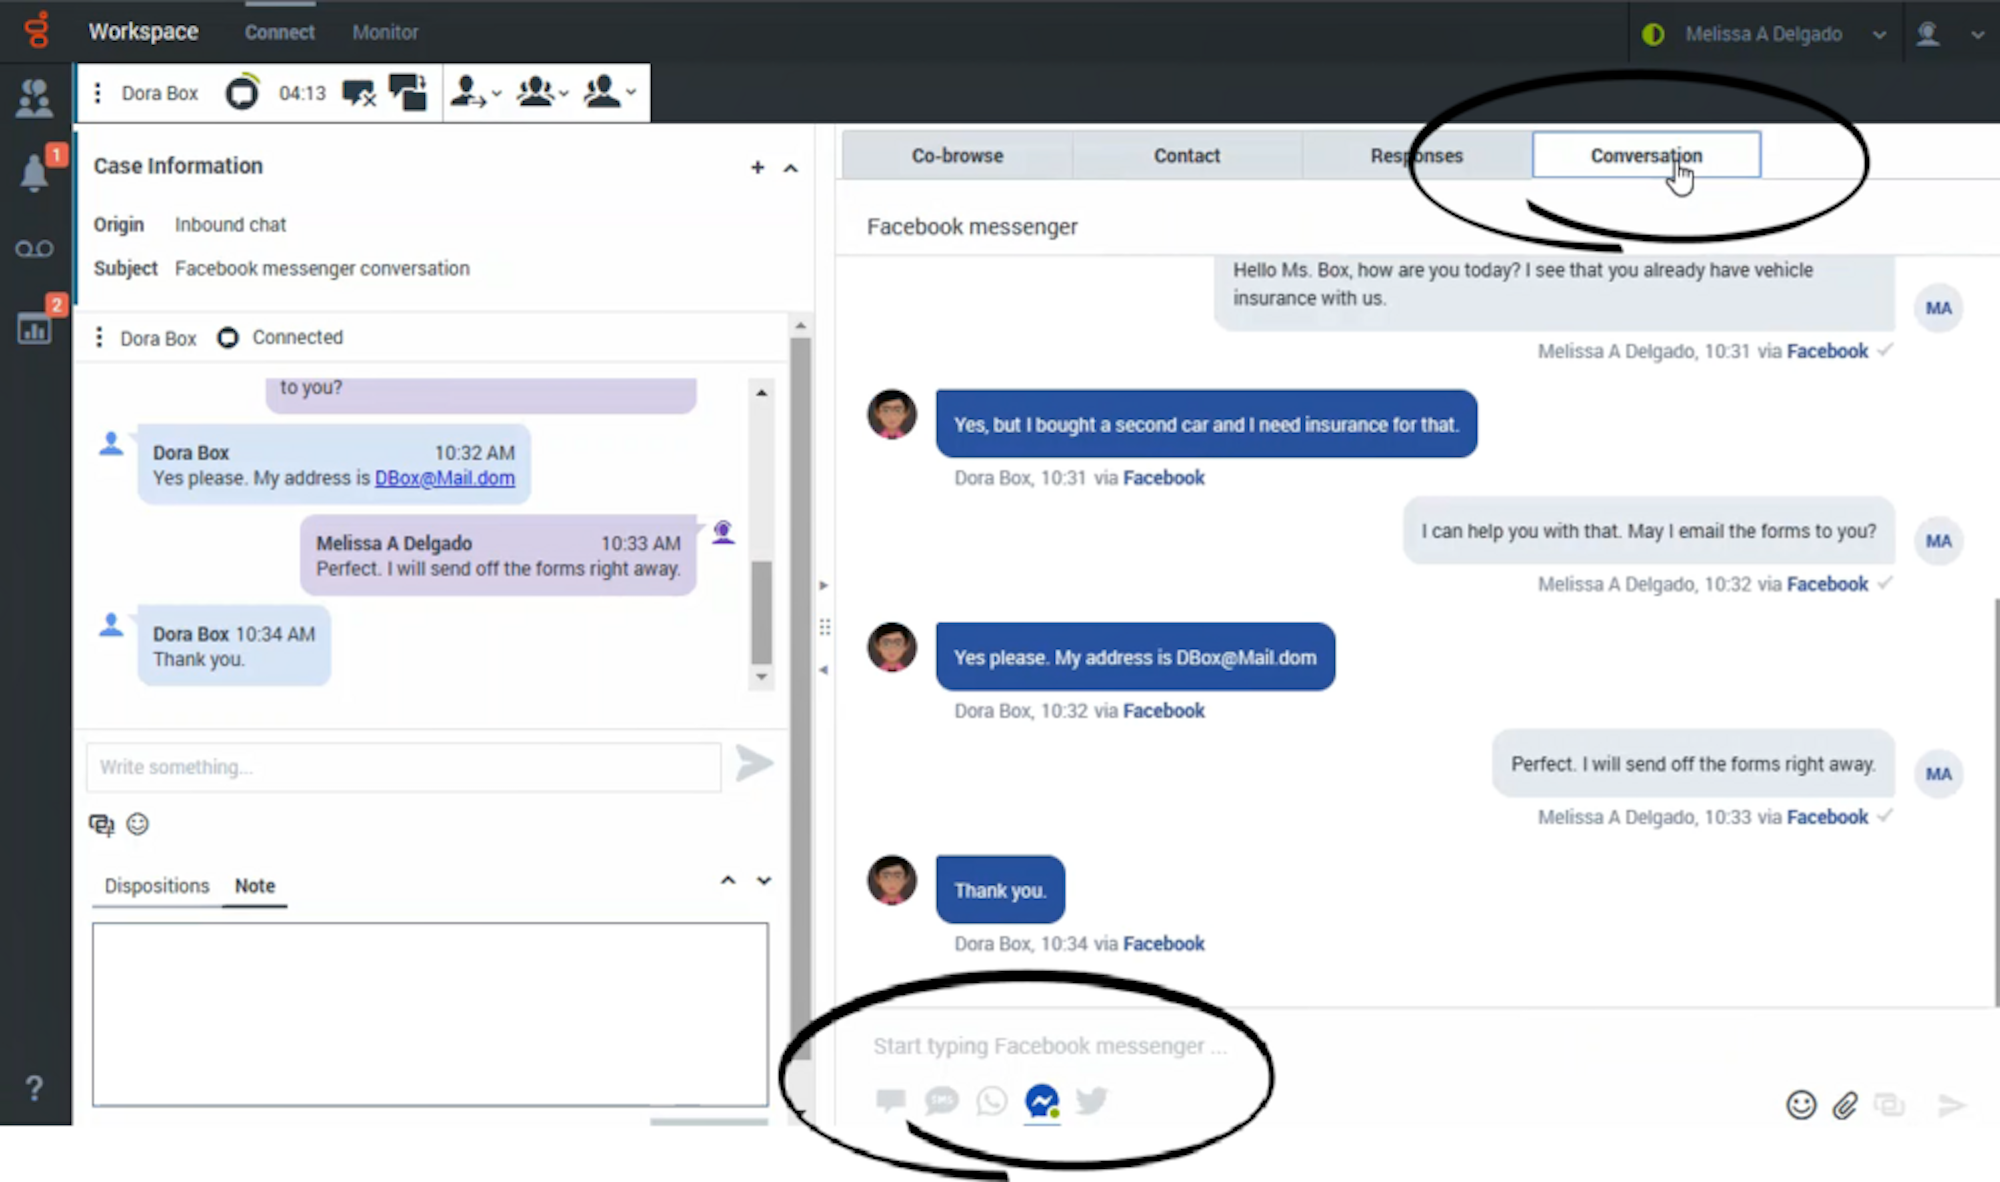 Workspace
Connect
Monitor
Melissa A Delgado
Dora Box
04:13
1
2
?
Case Information
Origin Inbound chat
Subject Facebook messenger conversation
Dora Box Connected
to you?
Dora Box 10:32 AM
Yes please. My address is DBox@Mail.dom
Melissa A Delgado 10:33 AM
Perfect. I will send off the forms right away.
Dora Box 10:34 AM
Thank you.
Write something...
Dispositions Note
Co-browse
Contact
Responses
Conversation
Facebook messenger
Hello Ms. Box, how are you today? I see that you already have vehicle
insurance with us.
MA
Melissa A Delgado, 10:31 via Facebook
Yes, but I bought a second car and I need insurance for that.
Dora Box, 10:31 via Facebook
I can help you with that. May I email the forms to you?
MA
Melissa A Delgado, 10:32 via Facebook
Yes please. My address is DBox@Mail.dom
Dora Box, 10:32 via Facebook
Perfect. I will send off the forms right away.
MA
Melissa A Delgado, 10:33 via Facebook
Thank you.
Dora Box, 10:34 via Facebook
Start typing Facebook messenger ...
SMS